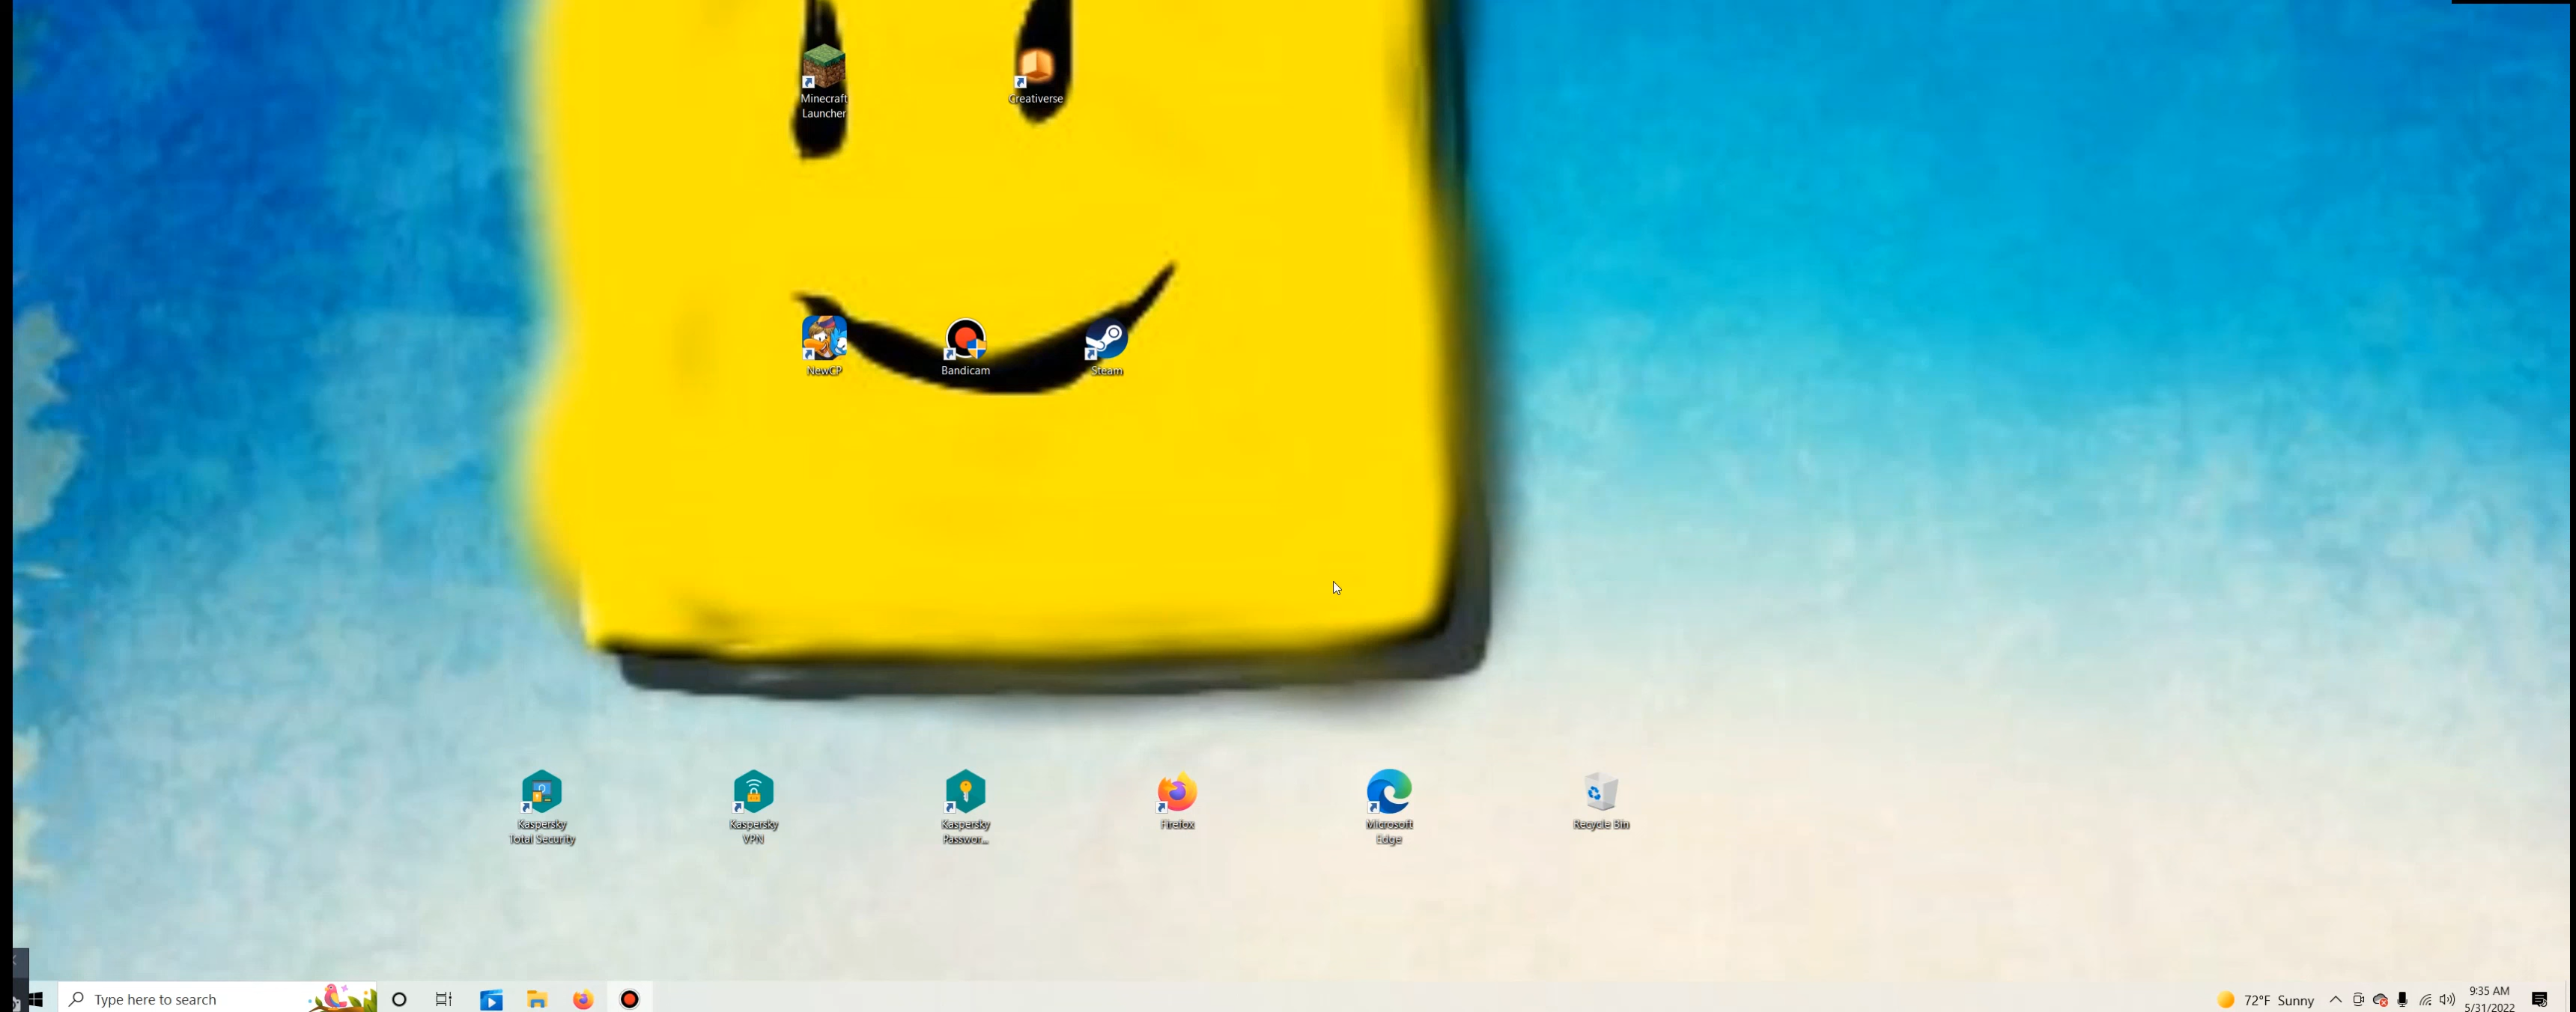 Minecraft
Launcher
Creativerse
NewCP
Bandicam
Steam
Kaspersky
Total Security
Kaspersky
VPN
Kaspersky
Passwor...
Firefox
Microsoft
Edge
Recycle Bin
Type here to search
72°F Sunny
9:35 AM
5/31/2022